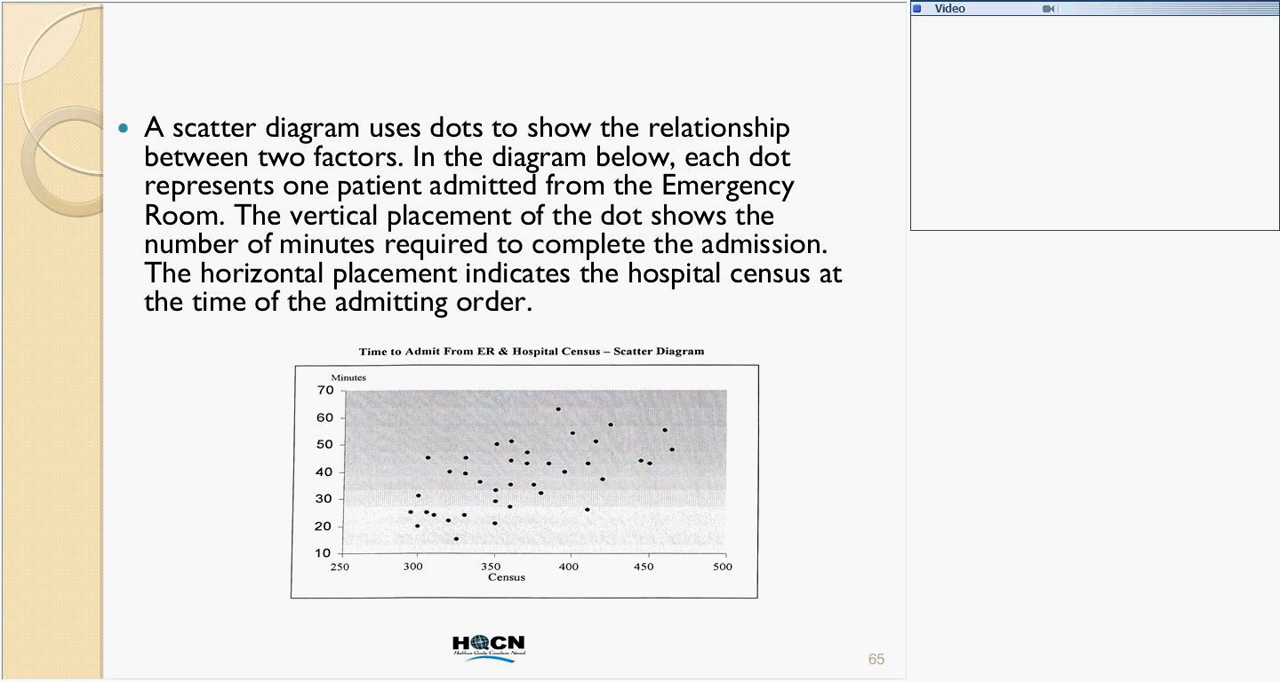 Video
A scatter diagram uses dots to show the relationship
between two factors. In the diagram below, each dot
represents one patient admitted from the Emergency
Room. The vertical placement of the dot shows the
number of minutes required to complete the admission.
The horizontal placement indicates the hospital census at
the time of the admitting order.
Time to Admit From ER & Hospital Census – Scatter Diagram
Minutes
70
60
50
40
30
20
10
250 300 350 400 450 500
Census
HQCN
65